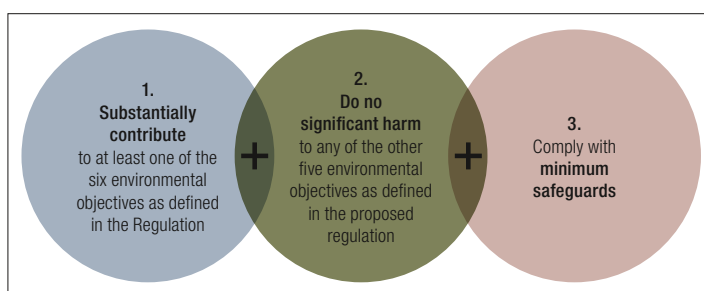 1.
Substantially
contribute
to at least one of the
six environmental
objectives as defined
in the Regulation
+
2.
Do no
significant harm
to any of the other
five environmental
objectives as defined
in the proposed
regulation
+
3.
Comply with
minimum
safeguards